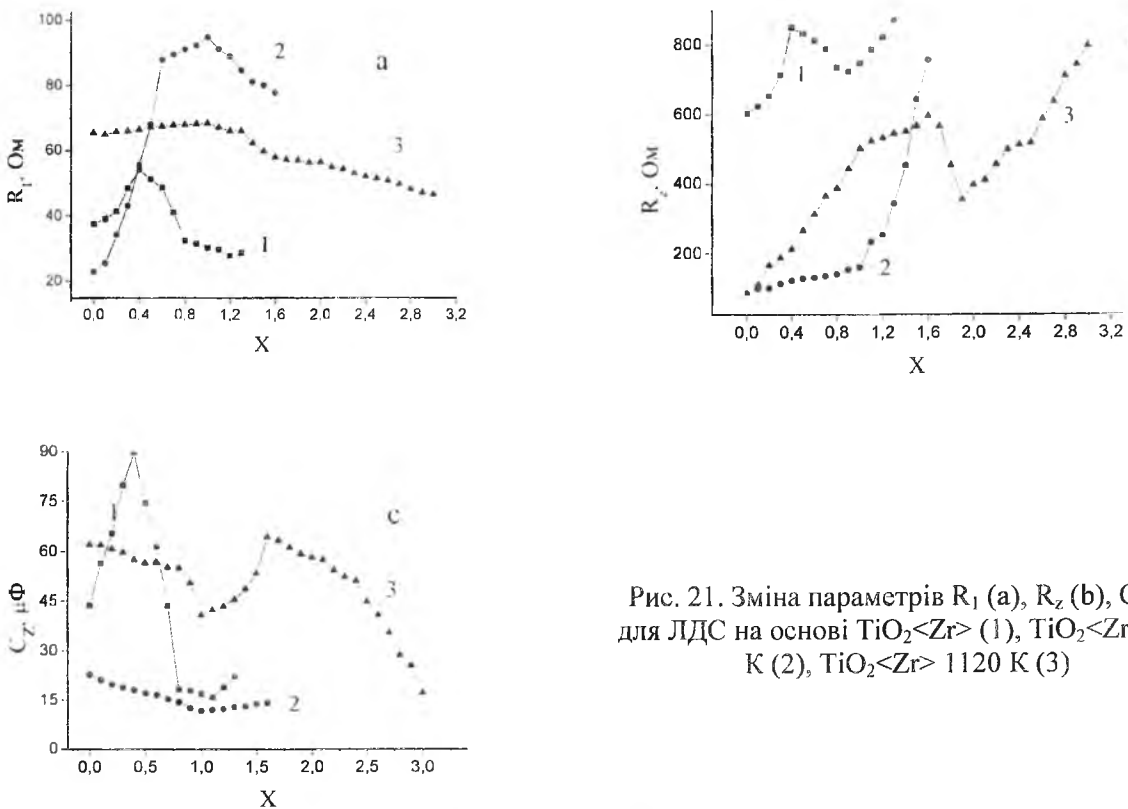 100
80
60
40
20
R₁, Ом
a
2
3
1
0,0 0,4 0,8 1,2 1,6 2,0 2,4 2,8 3,2
X
800
600
400
200
R_z, Ом
1
3
2
0,0 0,4 0,8 1,2 1,6 2,0 2,4 2,8 3,2
X
90
75
60
45
30
15
0
C_Z, μФ
1
c
3
2
0,0 0,5 1,0 1,5 2,0 2,5 3,0
X
Рис. 21. Зміна параметрів R₁ (a), R_z (b), C
для ЛДС на основі TiO₂<Zr> (1), TiO₂<Zr
К (2), TiO₂<Zr> 1120 К (3)